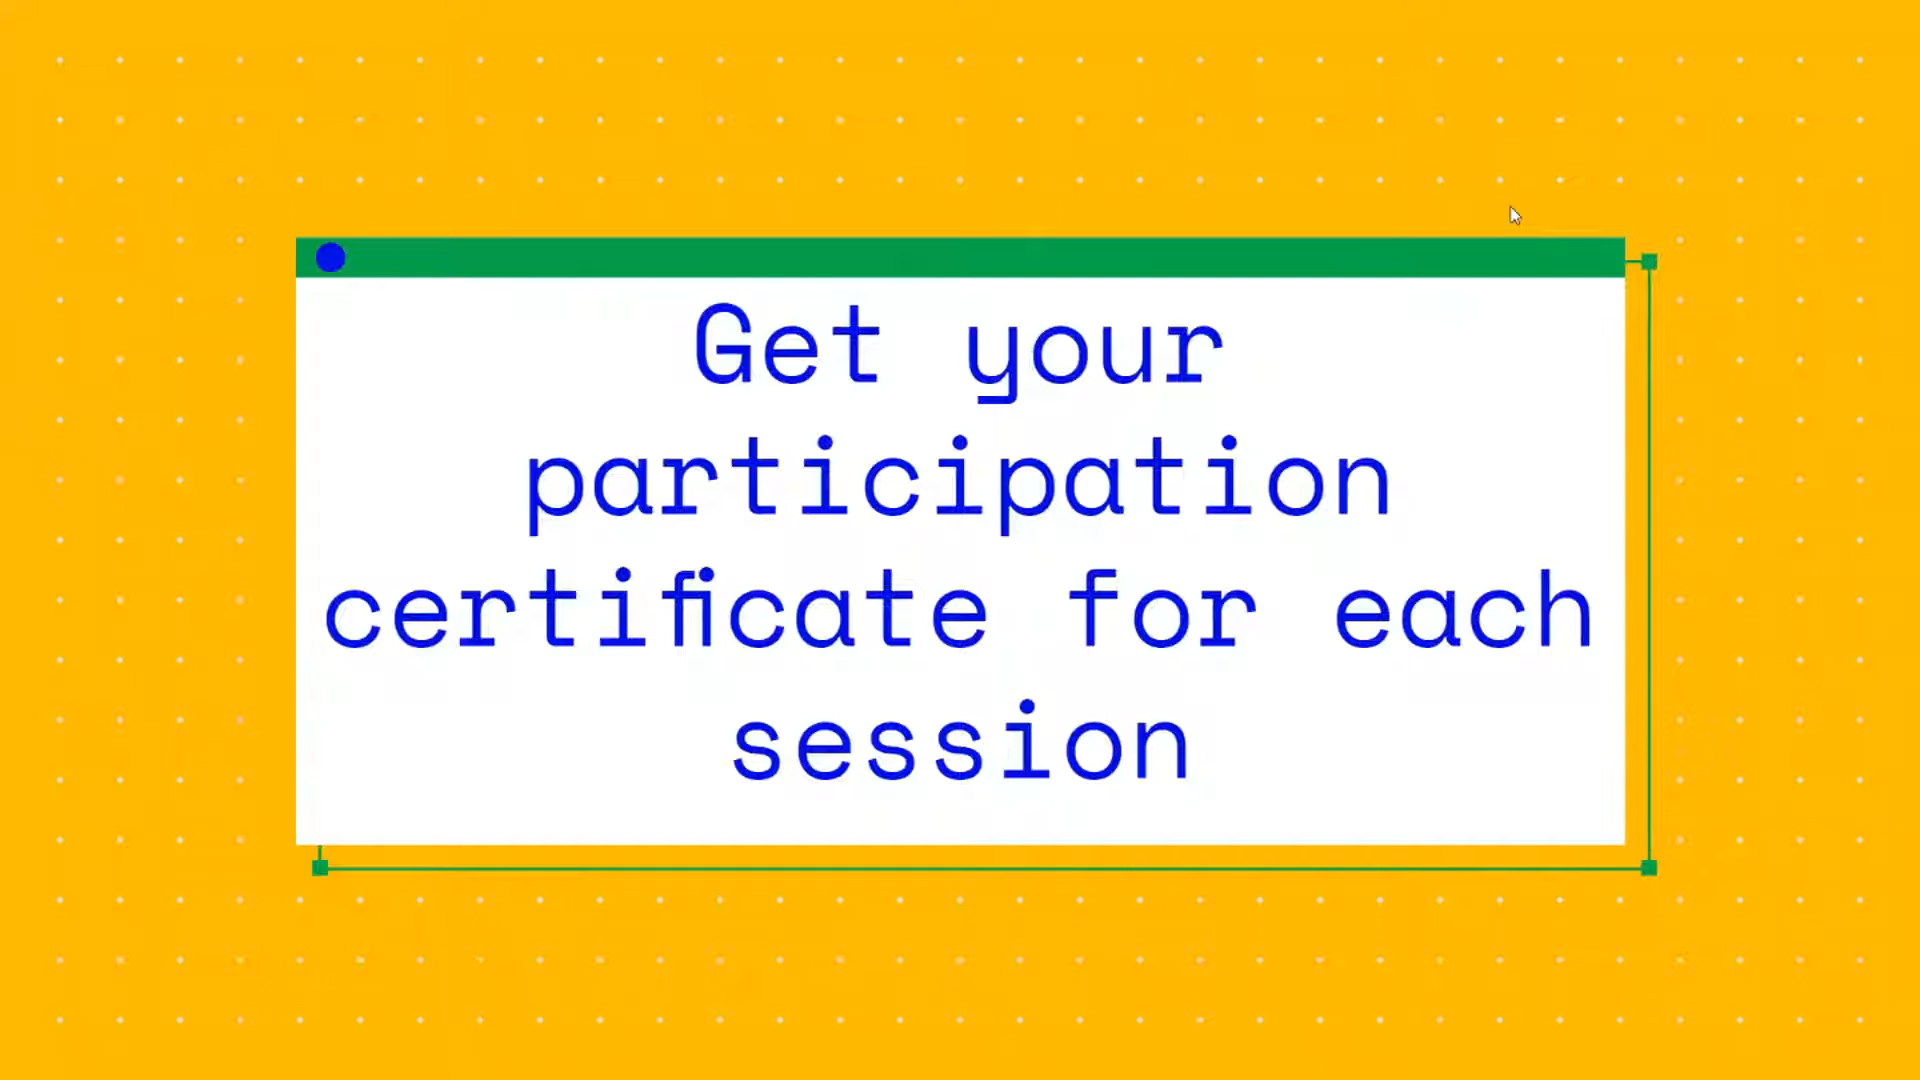 Get your
participation
certificate for each
session